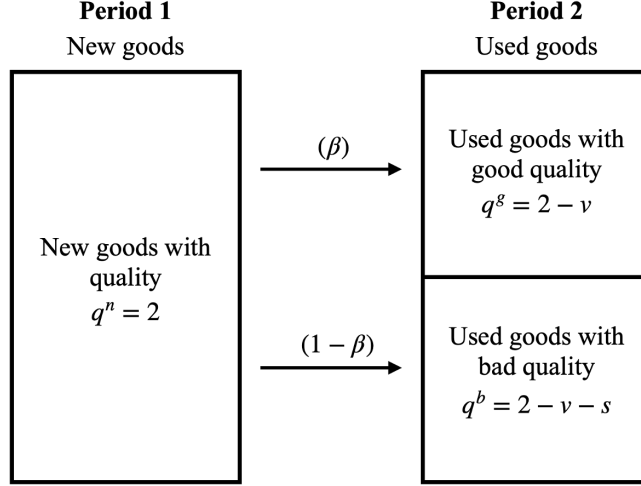 Period 1
New goods
New goods with
quality
qⁿ = 2
(β)
(1 − β)
Period 2
Used goods
Used goods with
good quality
q^g = 2 − v
Used goods with
bad quality
q^b = 2 − v − s